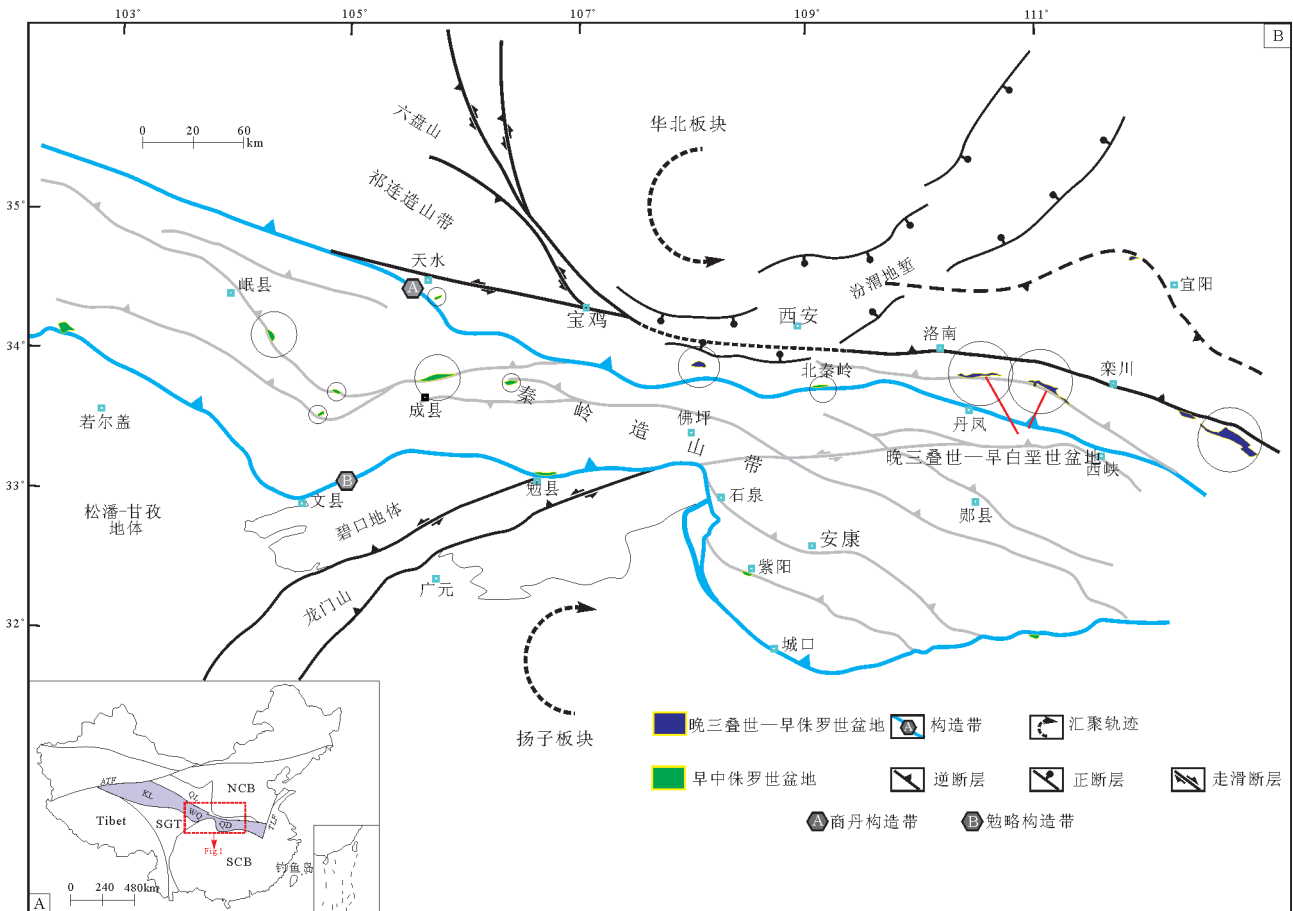 103°
105°
107°
109°
111°
B
六盘山
华北板块
0 20 60
km
祁连造山带
35°
天水
A
汾渭地堑
岷县
宜阳
宝鸡
西安
洛南
34°
北秦岭
栾川
成县
秦岭造山带
若尔盖
佛坪
丹凤
晚三叠世—早白垩世盆地
西峡
33°
B
文县
勉县
石泉
松潘-甘孜
地体
碧口地体
郧县
安康
紫阳
广元
龙门山
32°
城口
扬子板块
晚三叠世—早侏罗世盆地
A
构造带
汇聚轨迹
早中侏罗世盆地
逆断层
正断层
走滑断层
A
商丹构造带
B
勉略构造带
ATF
KL
QL
NCB
WQ
QD
TLF
Tibet
SGT
Fig.1
SCB
钓鱼岛
0 240 480km
A